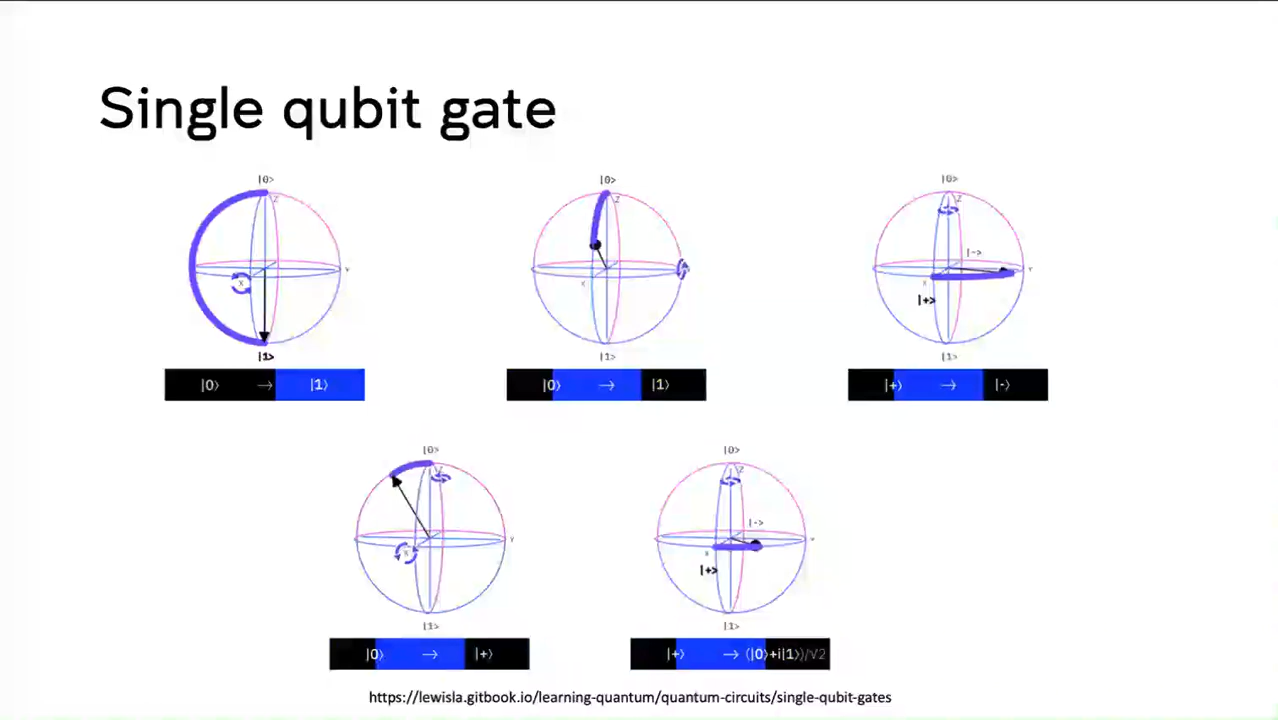 Single qubit gate
|0>
Z
X
Y
|1>
|0⟩ → |1⟩
|0>
Z
X
|1>
|0⟩ → |1⟩
|0>
Z
|->
X
Y
|+>
|1>
|+⟩ → |-⟩
|0>
Z
X
Y
|1>
|0⟩ → |+⟩
|0>
Z
|->
X
Y
|+>
|1>
|+⟩ → (|0⟩+i|1⟩)/√2
https://lewisla.gitbook.io/learning-quantum/quantum-circuits/single-qubit-gates